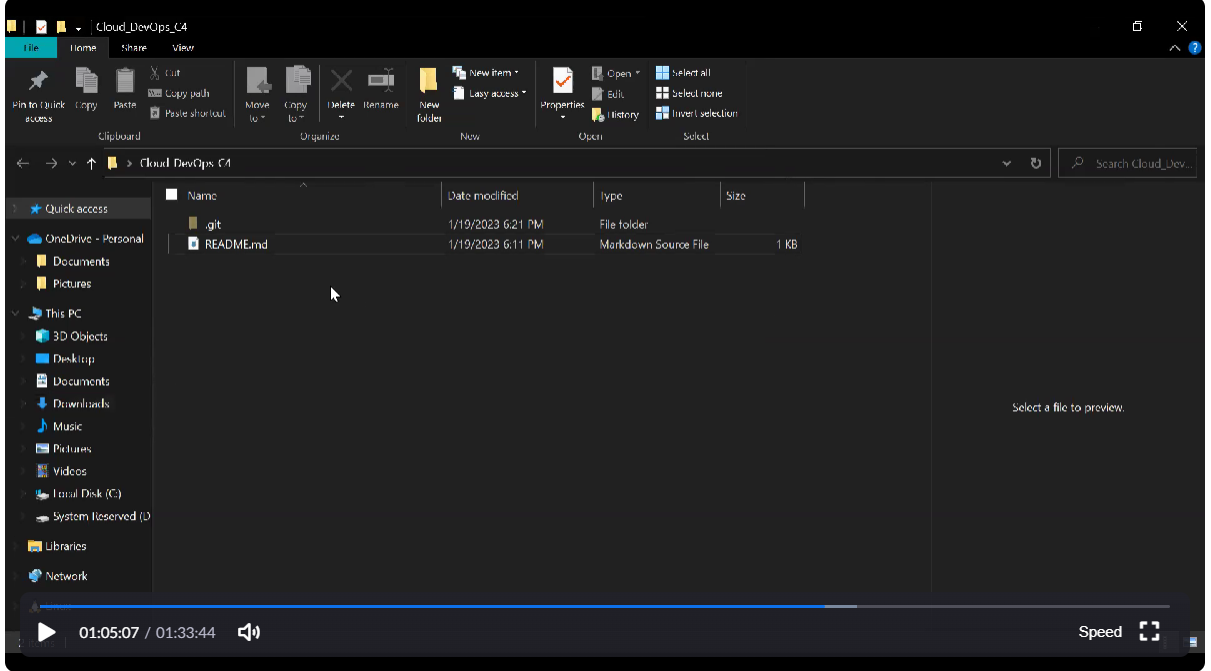 Cloud_DevOps_C4
File Home Share View
Pin to Quick access
Copy
Paste
Cut
Copy path
Paste shortcut
Clipboard
Move to
Copy to
Delete
Rename
Organize
New folder
New item
Easy access
New
Properties
Open
Edit
History
Open
Select all
Select none
Invert selection
Select
Cloud_DevOps_C4
Search Cloud_Dev...
Name Date modified Type Size
.git 1/19/2023 6:21 PM File folder
README.md 1/19/2023 6:11 PM Markdown Source File 1 KB
Quick access
OneDrive - Personal
Documents
Pictures
This PC
3D Objects
Desktop
Documents
Downloads
Music
Pictures
Videos
Local Disk (C:)
System Reserved (D
Libraries
Network
Select a file to preview.
01:05:07 / 01:33:44
Speed